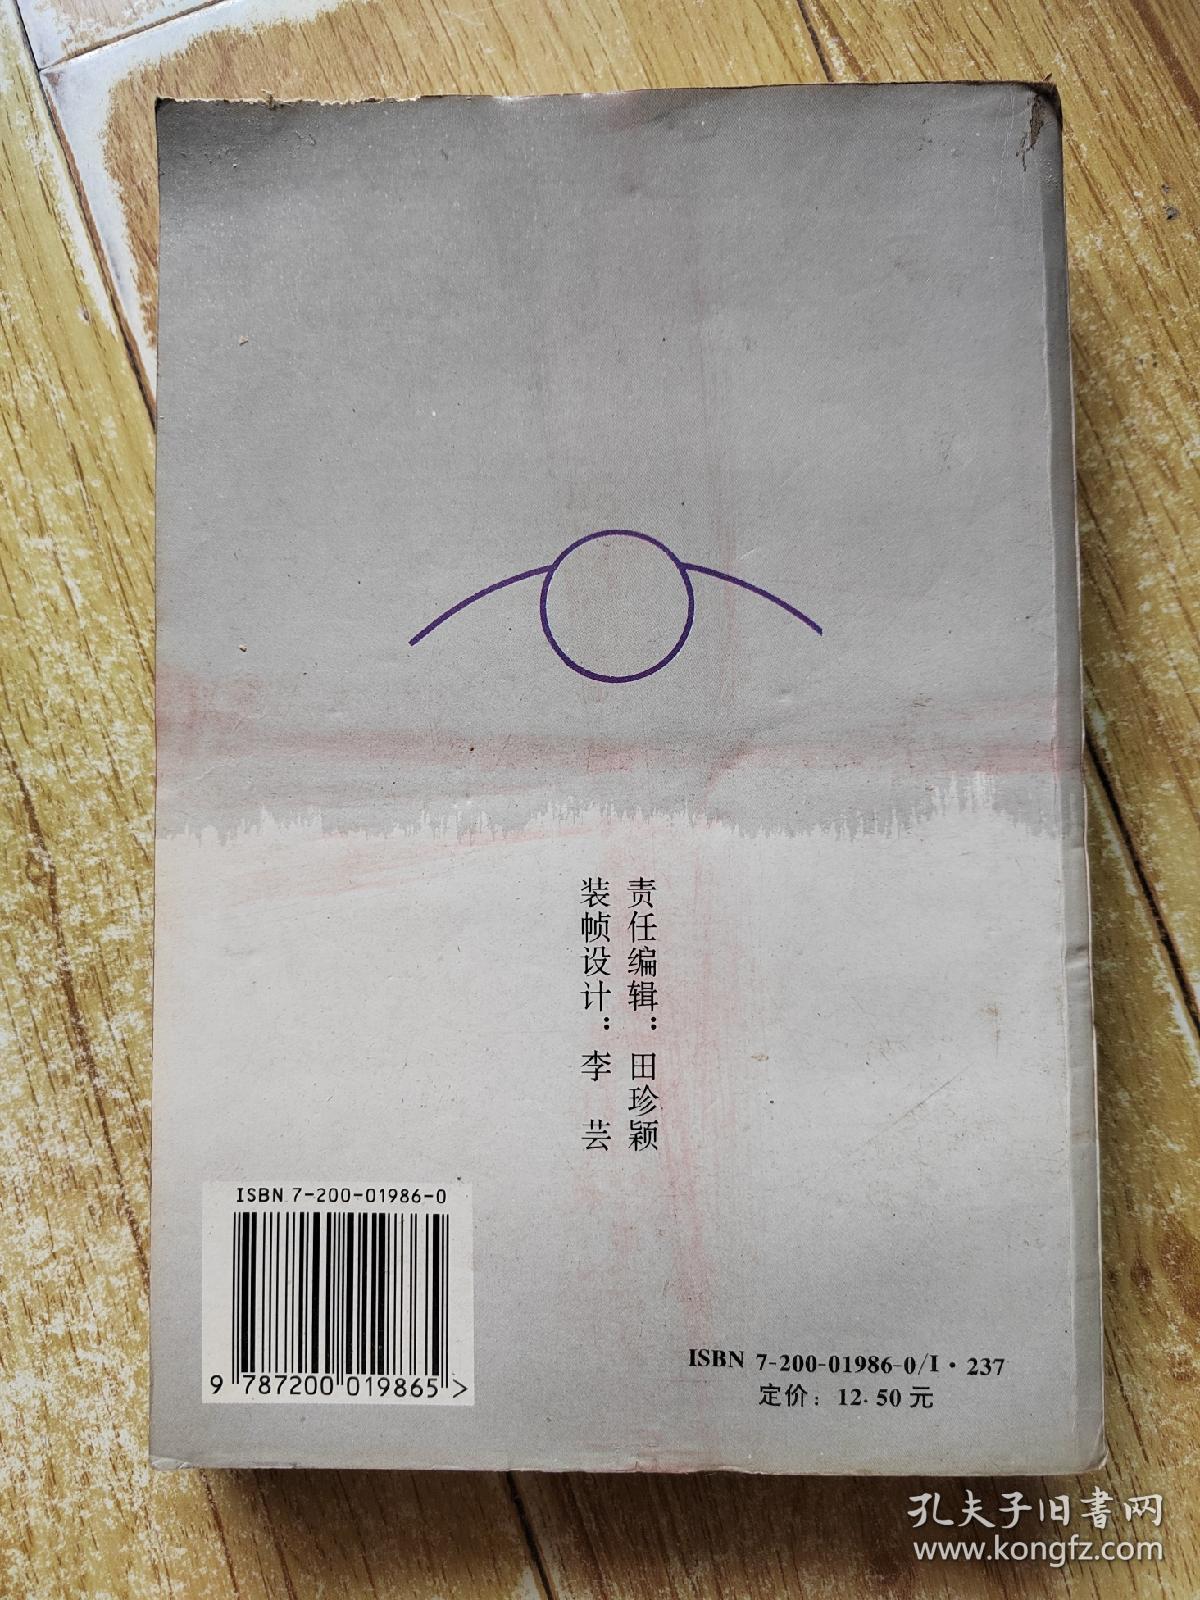 责任编辑：田珍颖
装帧设计：李 芸
ISBN 7-200-01986-0
9 787200 019865 >
ISBN 7-200-01986-0/I·237
定价：12.50元
孔夫子旧书网
www.kongfz.com